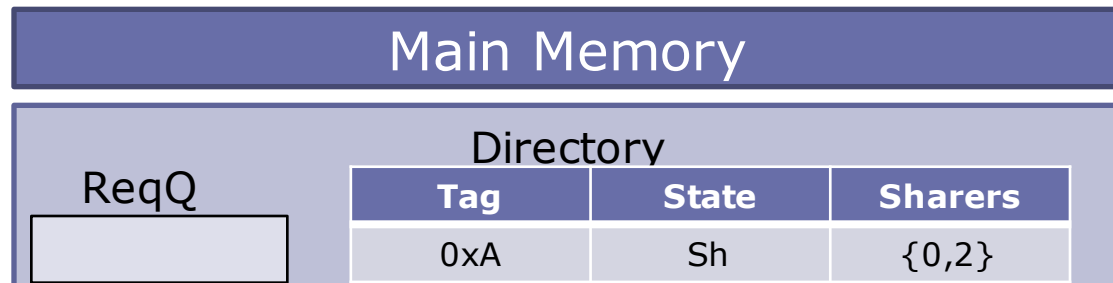 Main Memory
Directory
ReqQ
Tag State Sharers
0xA Sh {0,2}